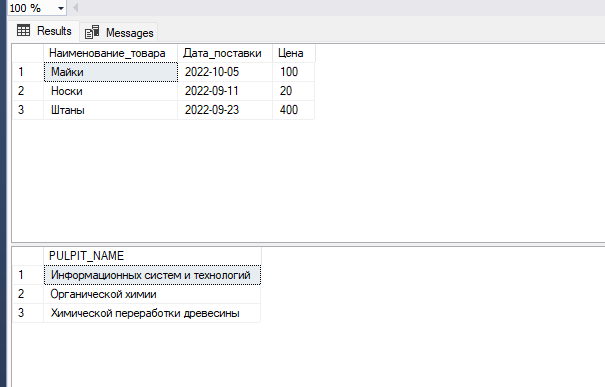 100 %
Results Messages
Наименование_товара Дата_поставки Цена
1 Майки 2022-10-05 100
2 Носки 2022-09-11 20
3 Штаны 2022-09-23 400
PULPIT_NAME
1 Информационных систем и технологий
2 Органической химии
3 Химической переработки древесины